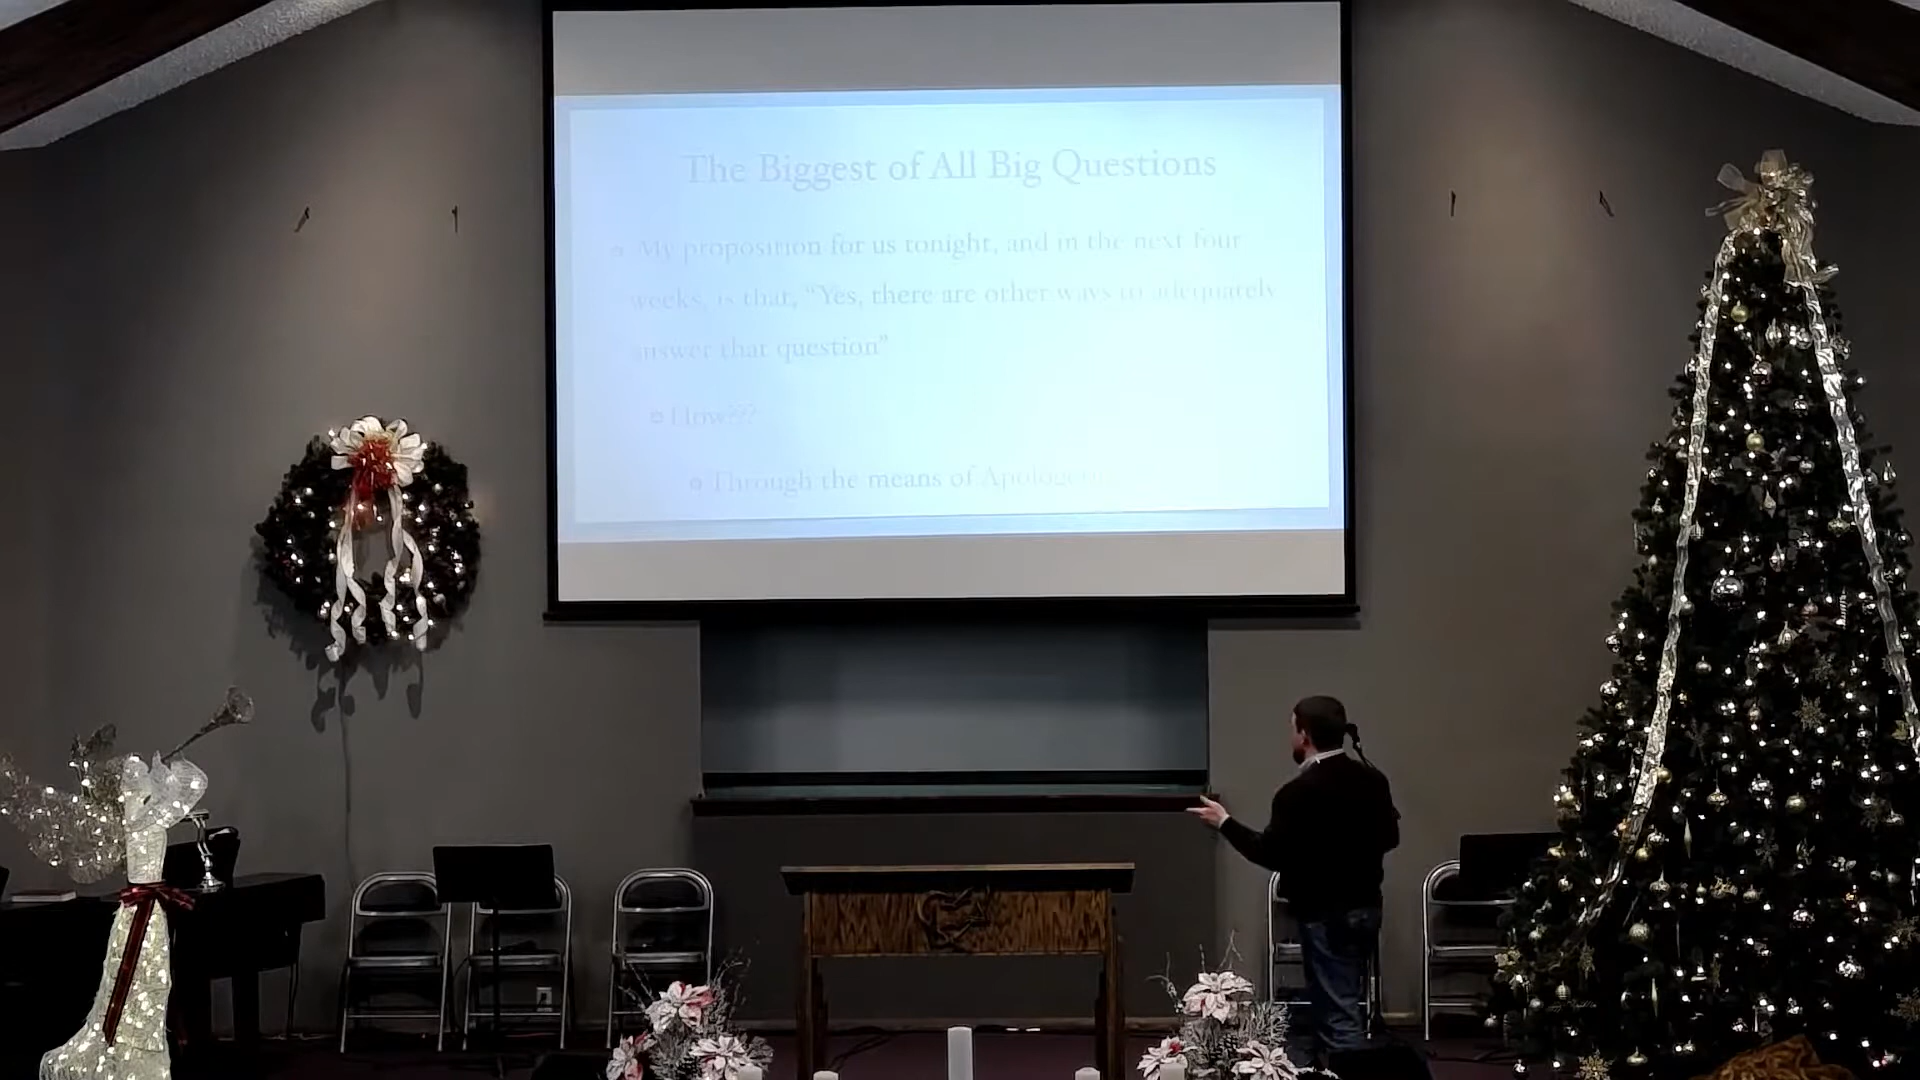 The Biggest of All Big Questions
My proposition for us tonight, and in the next four
weeks, is that, “Yes, there are other ways to adequately
answer that question”
How???
Through the means of